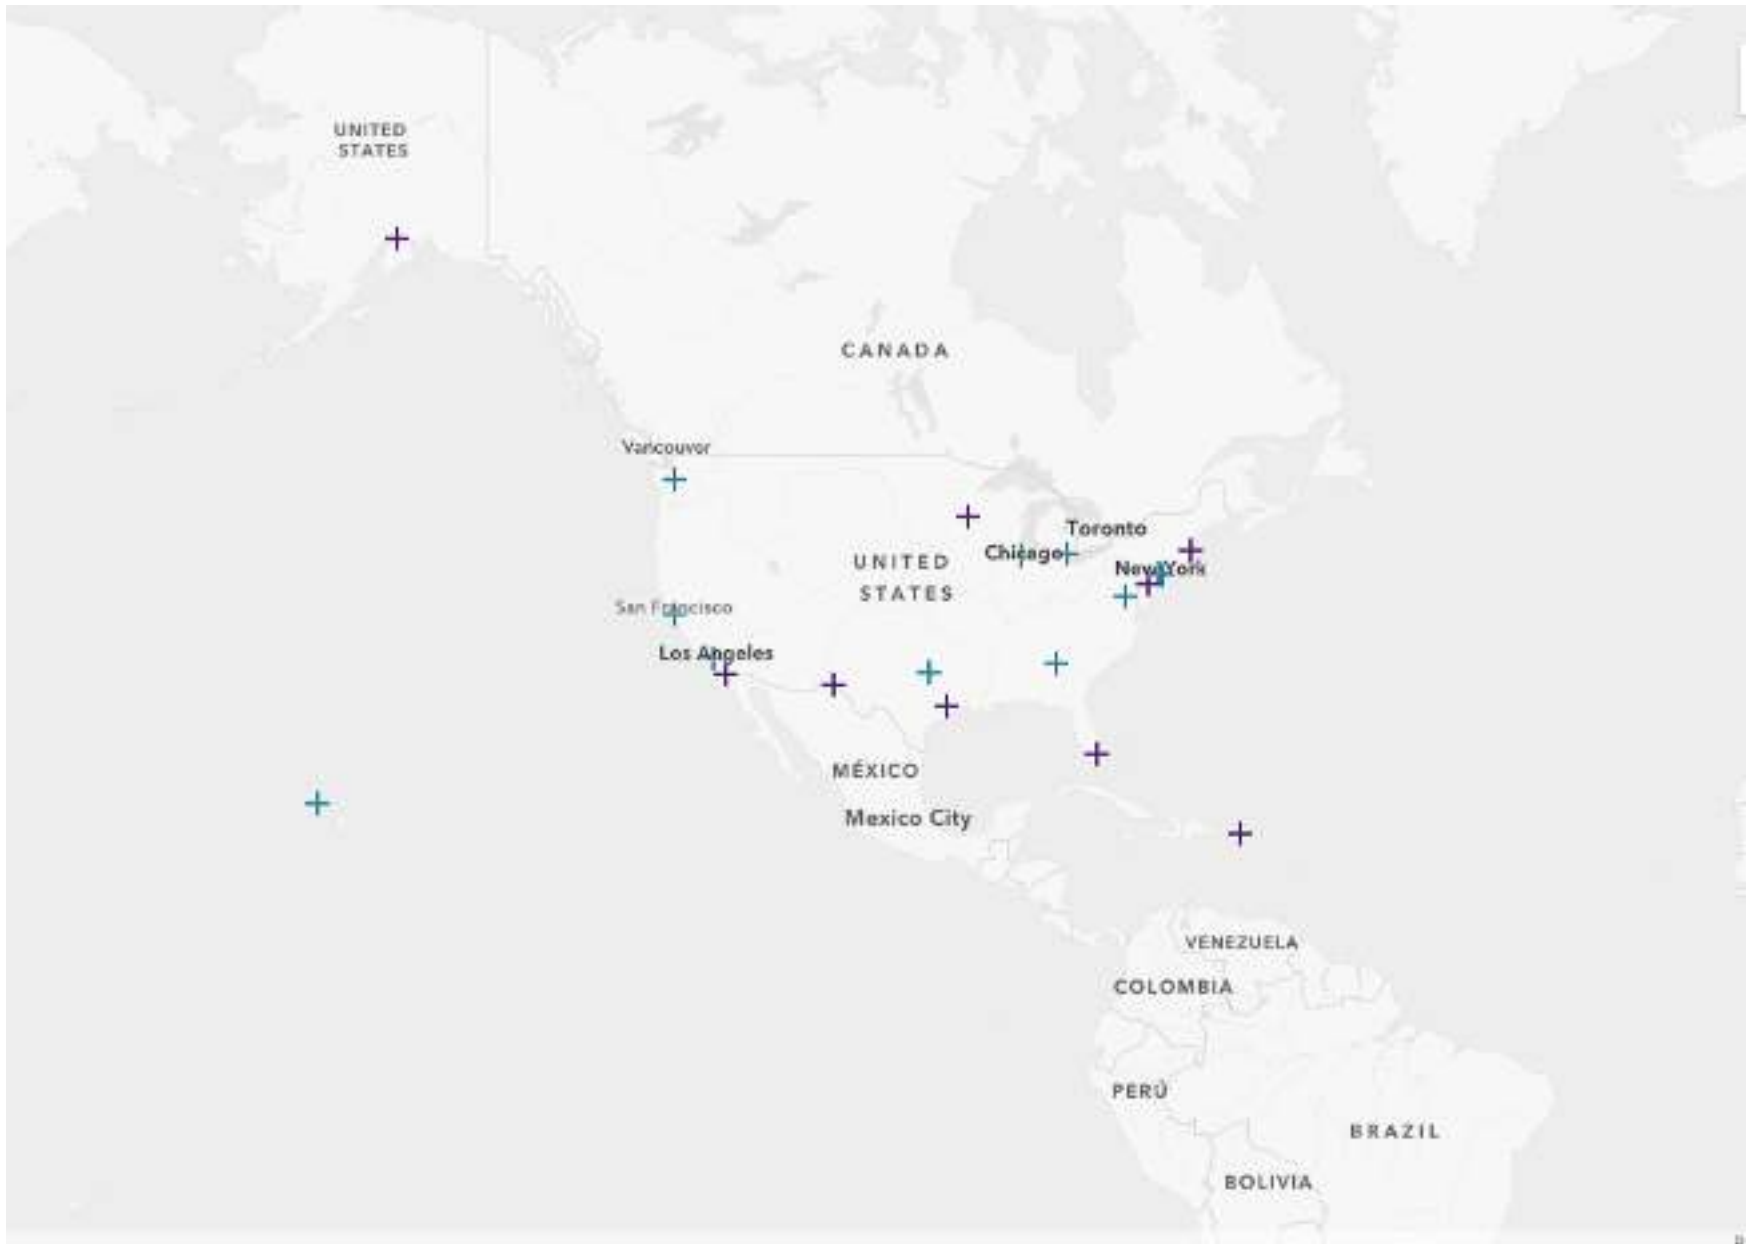 UNITED
STATES
CANADA
Vancouver
Toronto
Chicago
UNITED
STATES
New York
San Francisco
Los Angeles
MÉXICO
Mexico City
VENEZUELA
COLOMBIA
PERÚ
BRAZIL
BOLIVIA